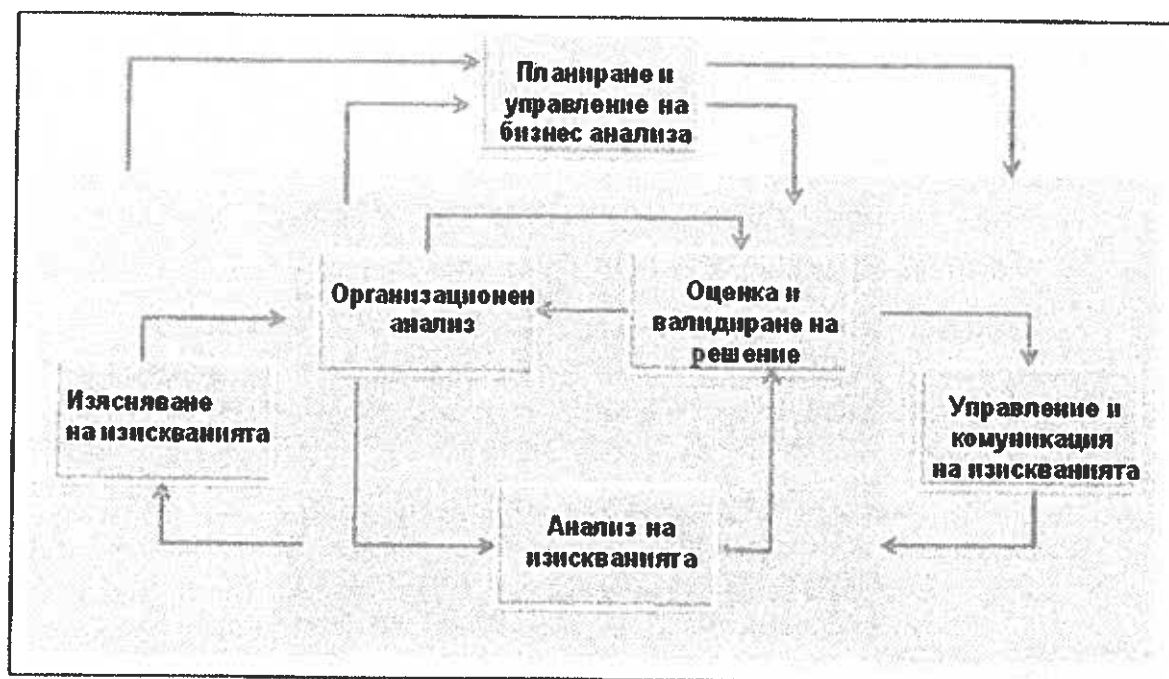 Планиране и
управление на
бизнес анализа
Организационен
анализ
Оценка и
валидиране на
решение
Изясняване
на изискванията
Управление и
комуникация
на изискванията
Анализ на
изискванията